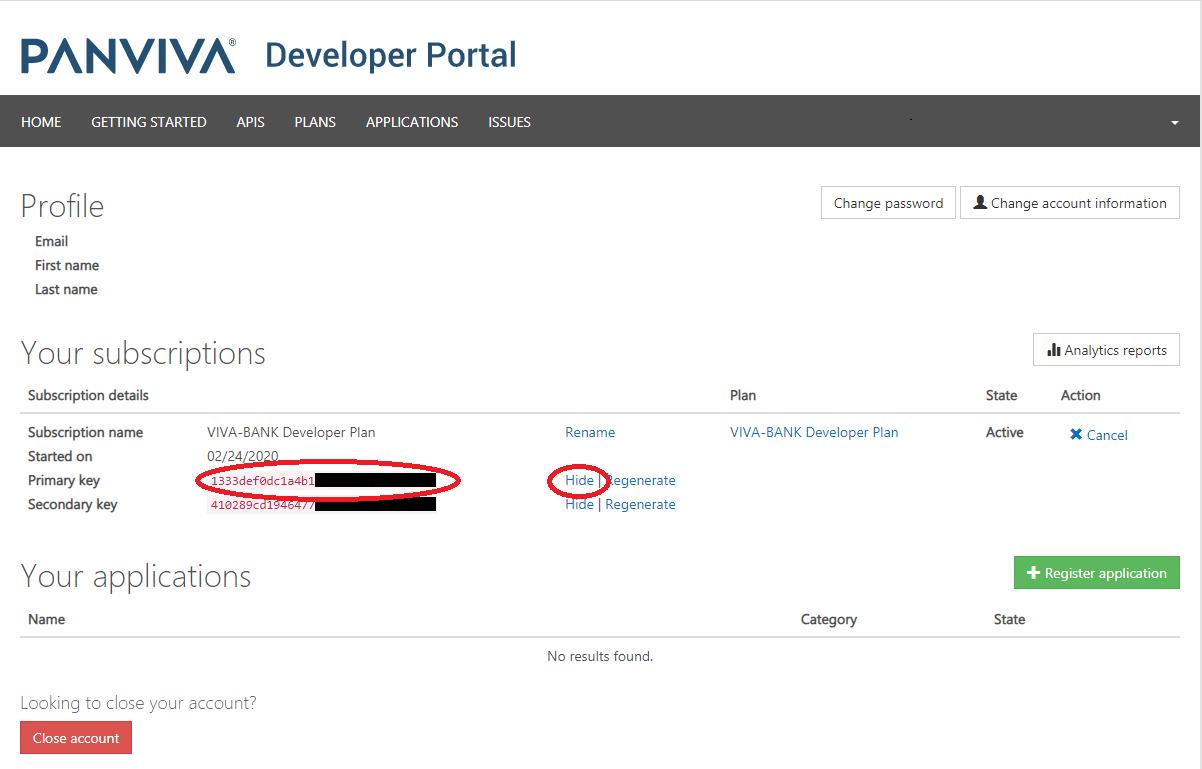 PANVIVA® Developer Portal
HOME GETTING STARTED APIS PLANS APPLICATIONS ISSUES
Profile Change password Change account information
Email
First name
Last name
Your subscriptions Analytics reports
Subscription details Plan State Action
Subscription name VIVA-BANK Developer Plan Rename VIVA-BANK Developer Plan Active Cancel
Started on 02/24/2020
Primary key 1333def0dc1a4b1 Hide | Regenerate
Secondary key 410289cd1946477 Hide | Regenerate
Your applications Register application
Name Category State
No results found.
Looking to close your account?
Close account